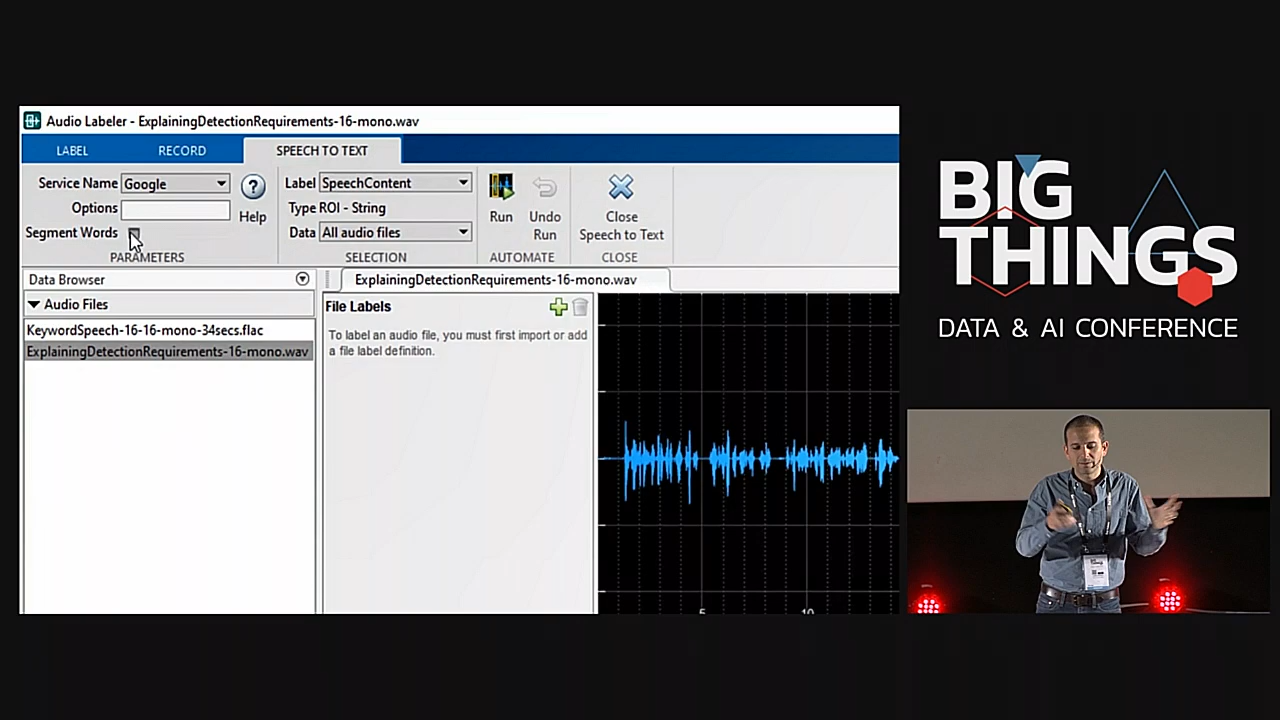 Audio Labeler - ExplainingDetectionRequirements-16-mono.wav
LABEL
RECORD
SPEECH TO TEXT
Service Name Google
Options
Segment Words
Help
PARAMETERS
Label SpeechContent
Type ROI - String
Data All audio files
SELECTION
Run
Undo
Run
AUTOMATE
Close
Speech to Text
CLOSE
Data Browser
Audio Files
KeywordSpeech-16-16-mono-34secs.flac
ExplainingDetectionRequirements-16-mono.wav
ExplainingDetectionRequirements-16-mono.wav
File Labels
To label an audio file, you must first import or add
a file label definition.
5
10
BIG
THINGS
DATA & AI CONFERENCE